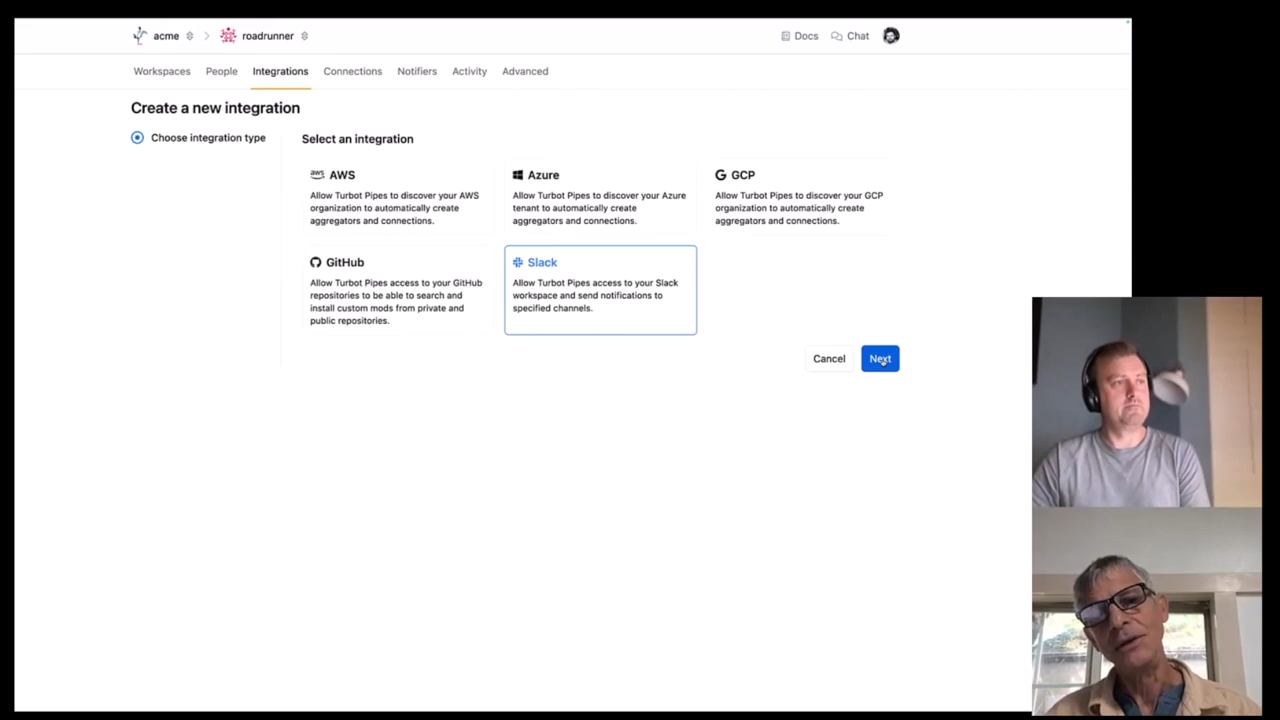 acme > roadrunner Docs Chat
Workspaces People Integrations Connections Notifiers Activity Advanced
Create a new integration
Choose integration type
Select an integration
aws AWS
Allow Turbot Pipes to discover your AWS
organization to automatically create
aggregators and connections.
Azure
Allow Turbot Pipes to discover your Azure
tenant to automatically create
aggregators and connections.
GCP
Allow Turbot Pipes to discover your GCP
organization to automatically create
aggregators and connections.
GitHub
Allow Turbot Pipes access to your GitHub
repositories to be able to search and
install custom mods from private and
public repositories.
Slack
Allow Turbot Pipes access to your Slack
workspace and send notifications to
specified channels.
Cancel Next